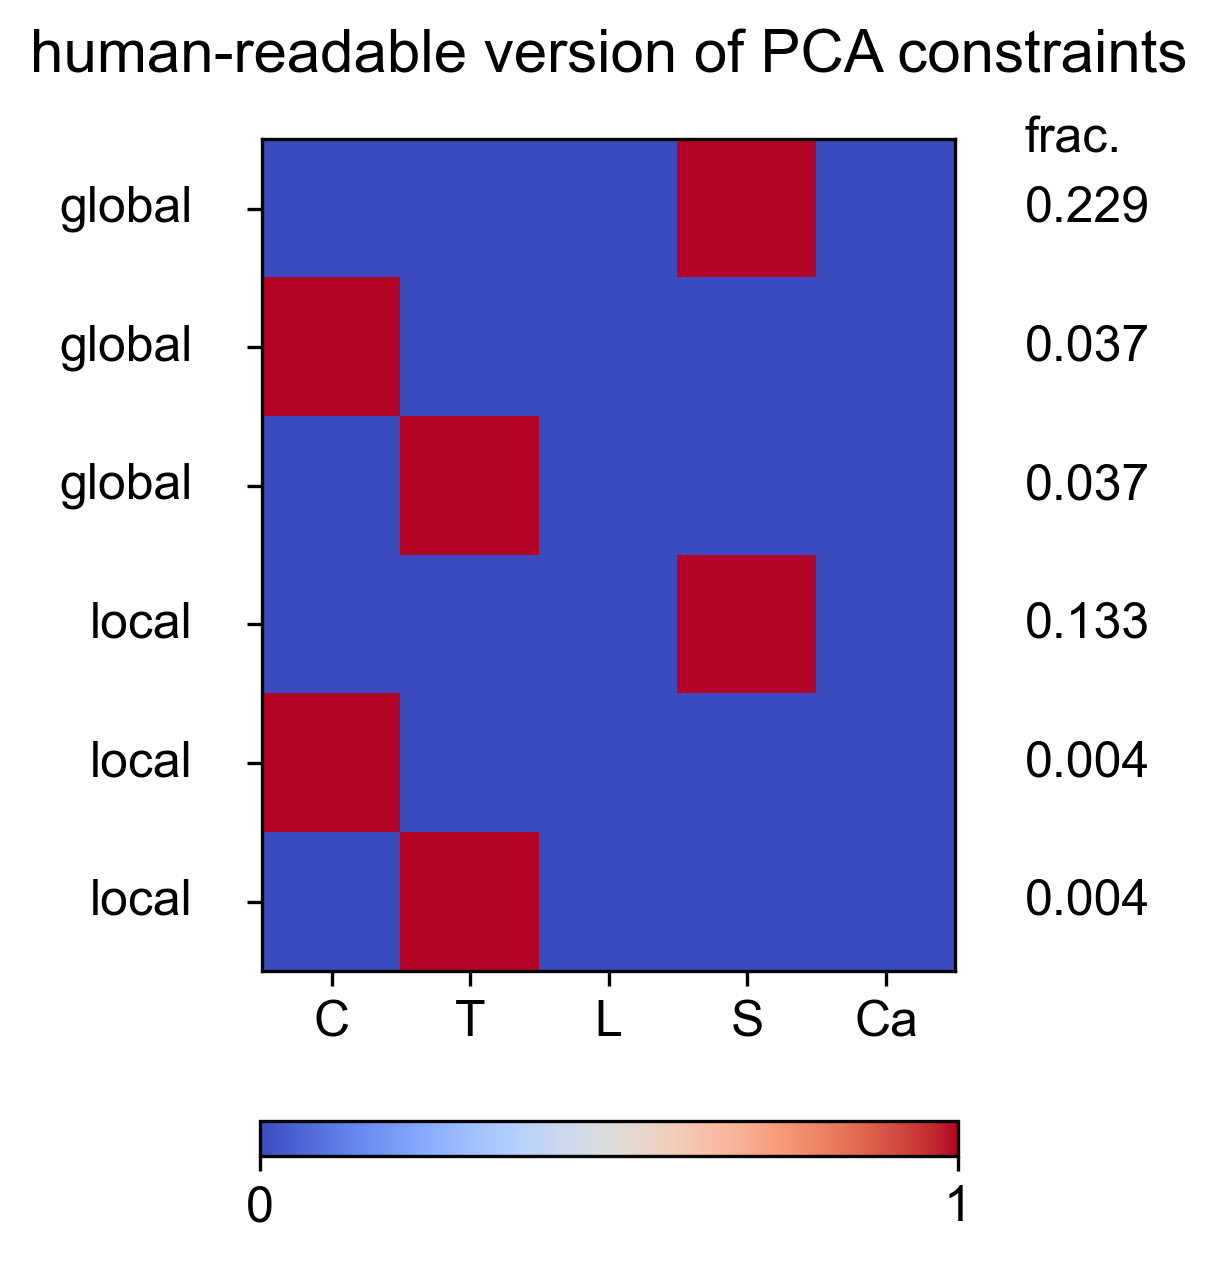 human-readable version of PCA constraints
frac.
global 0.229
global 0.037
global 0.037
local 0.133
local 0.004
local 0.004
C T L S Ca
0 1